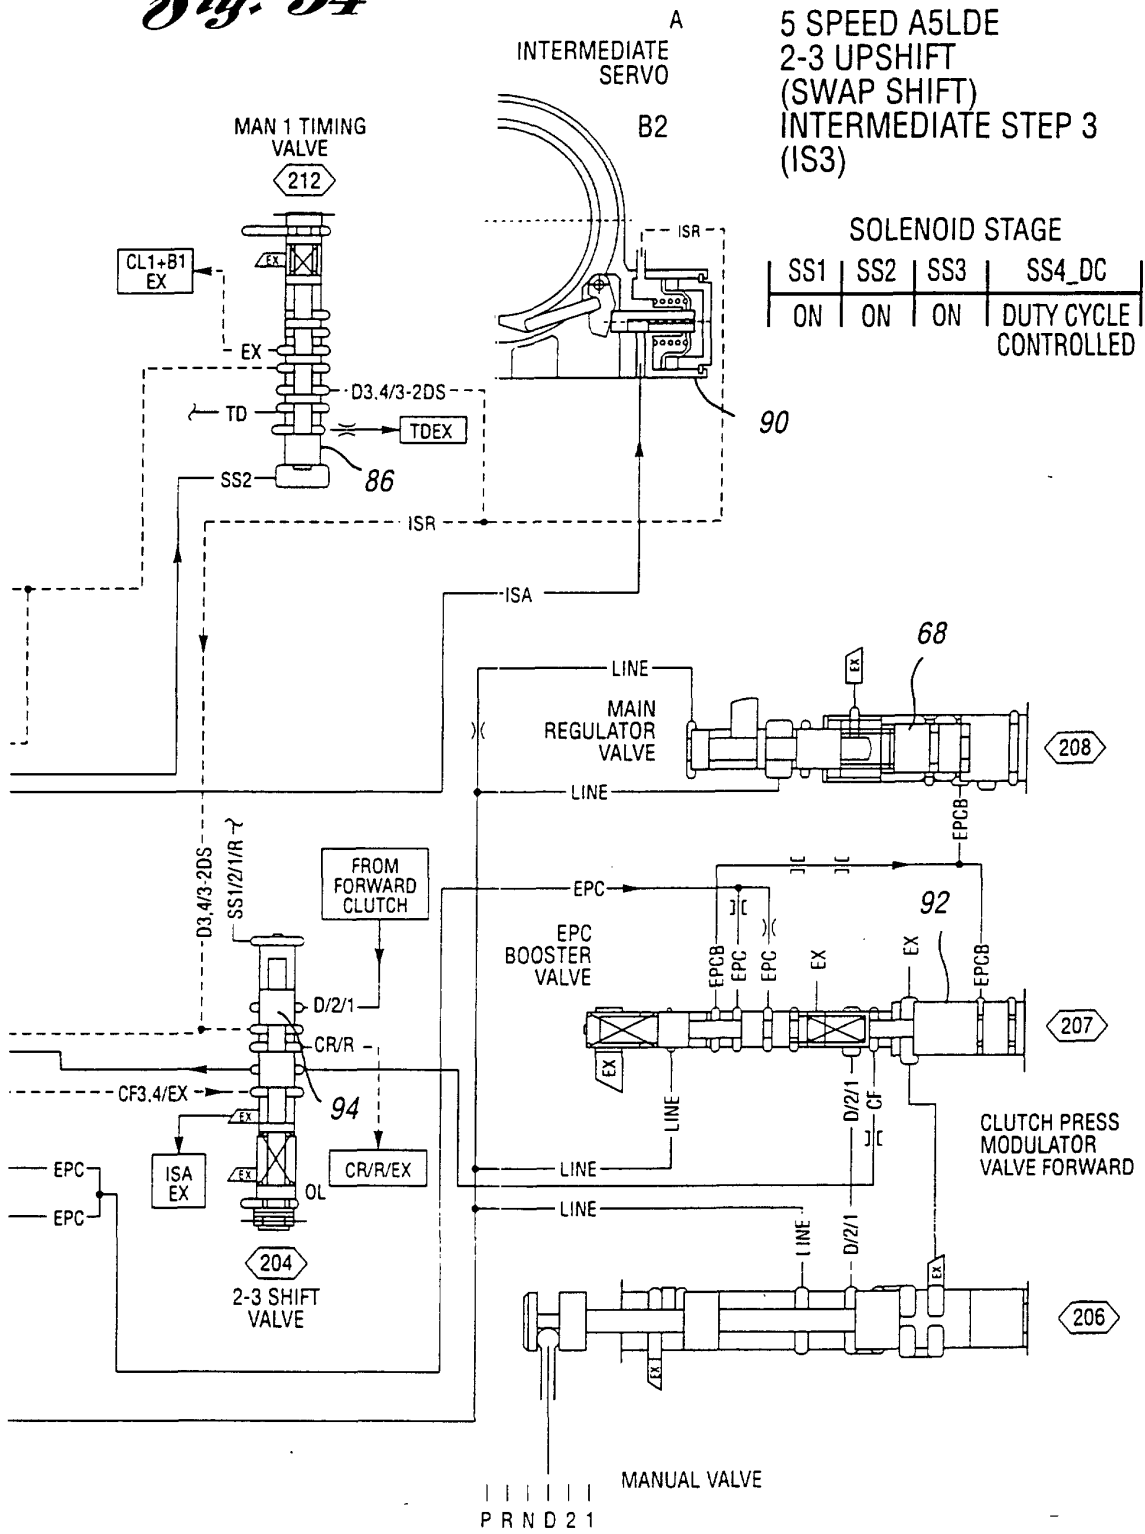 Fig. 34
A
INTERMEDIATE
SERVO
B2
5 SPEED A5LDE
2-3 UPSHIFT
(SWAP SHIFT)
INTERMEDIATE STEP 3
(IS3)
SOLENOID STAGE
SS1 SS2 SS3 SS4_DC
ON ON ON DUTY CYCLE
CONTROLLED
MAN 1 TIMING
VALVE
212
EX
CL1+B1
EX
EX
D3,4/3-2DS
TD
TDEX
SS2
86
ISR
90
ISR
ISA
68
LINE
EX
MAIN
REGULATOR
VALVE
208
LINE
EPCB
D3,4/3-2DS
SS1/2/1/R
FROM
FORWARD
CLUTCH
EPC
92
EPC
BOOSTER
VALVE
EPCB
EPC
EPC
EX
EX
EPCB
D/2/1
CR/R
207
CF3,4/EX
94
EX
EX
LINE
D/2/1
CF
CLUTCH PRESS
MODULATOR
VALVE FORWARD
EPC
EPC
ISA
EX
EX
OL
CR/R/EX
LINE
LINE
LINE
D/2/1
204
2-3 SHIFT
VALVE
EX
206
EX
MANUAL VALVE
P R N D 2 1